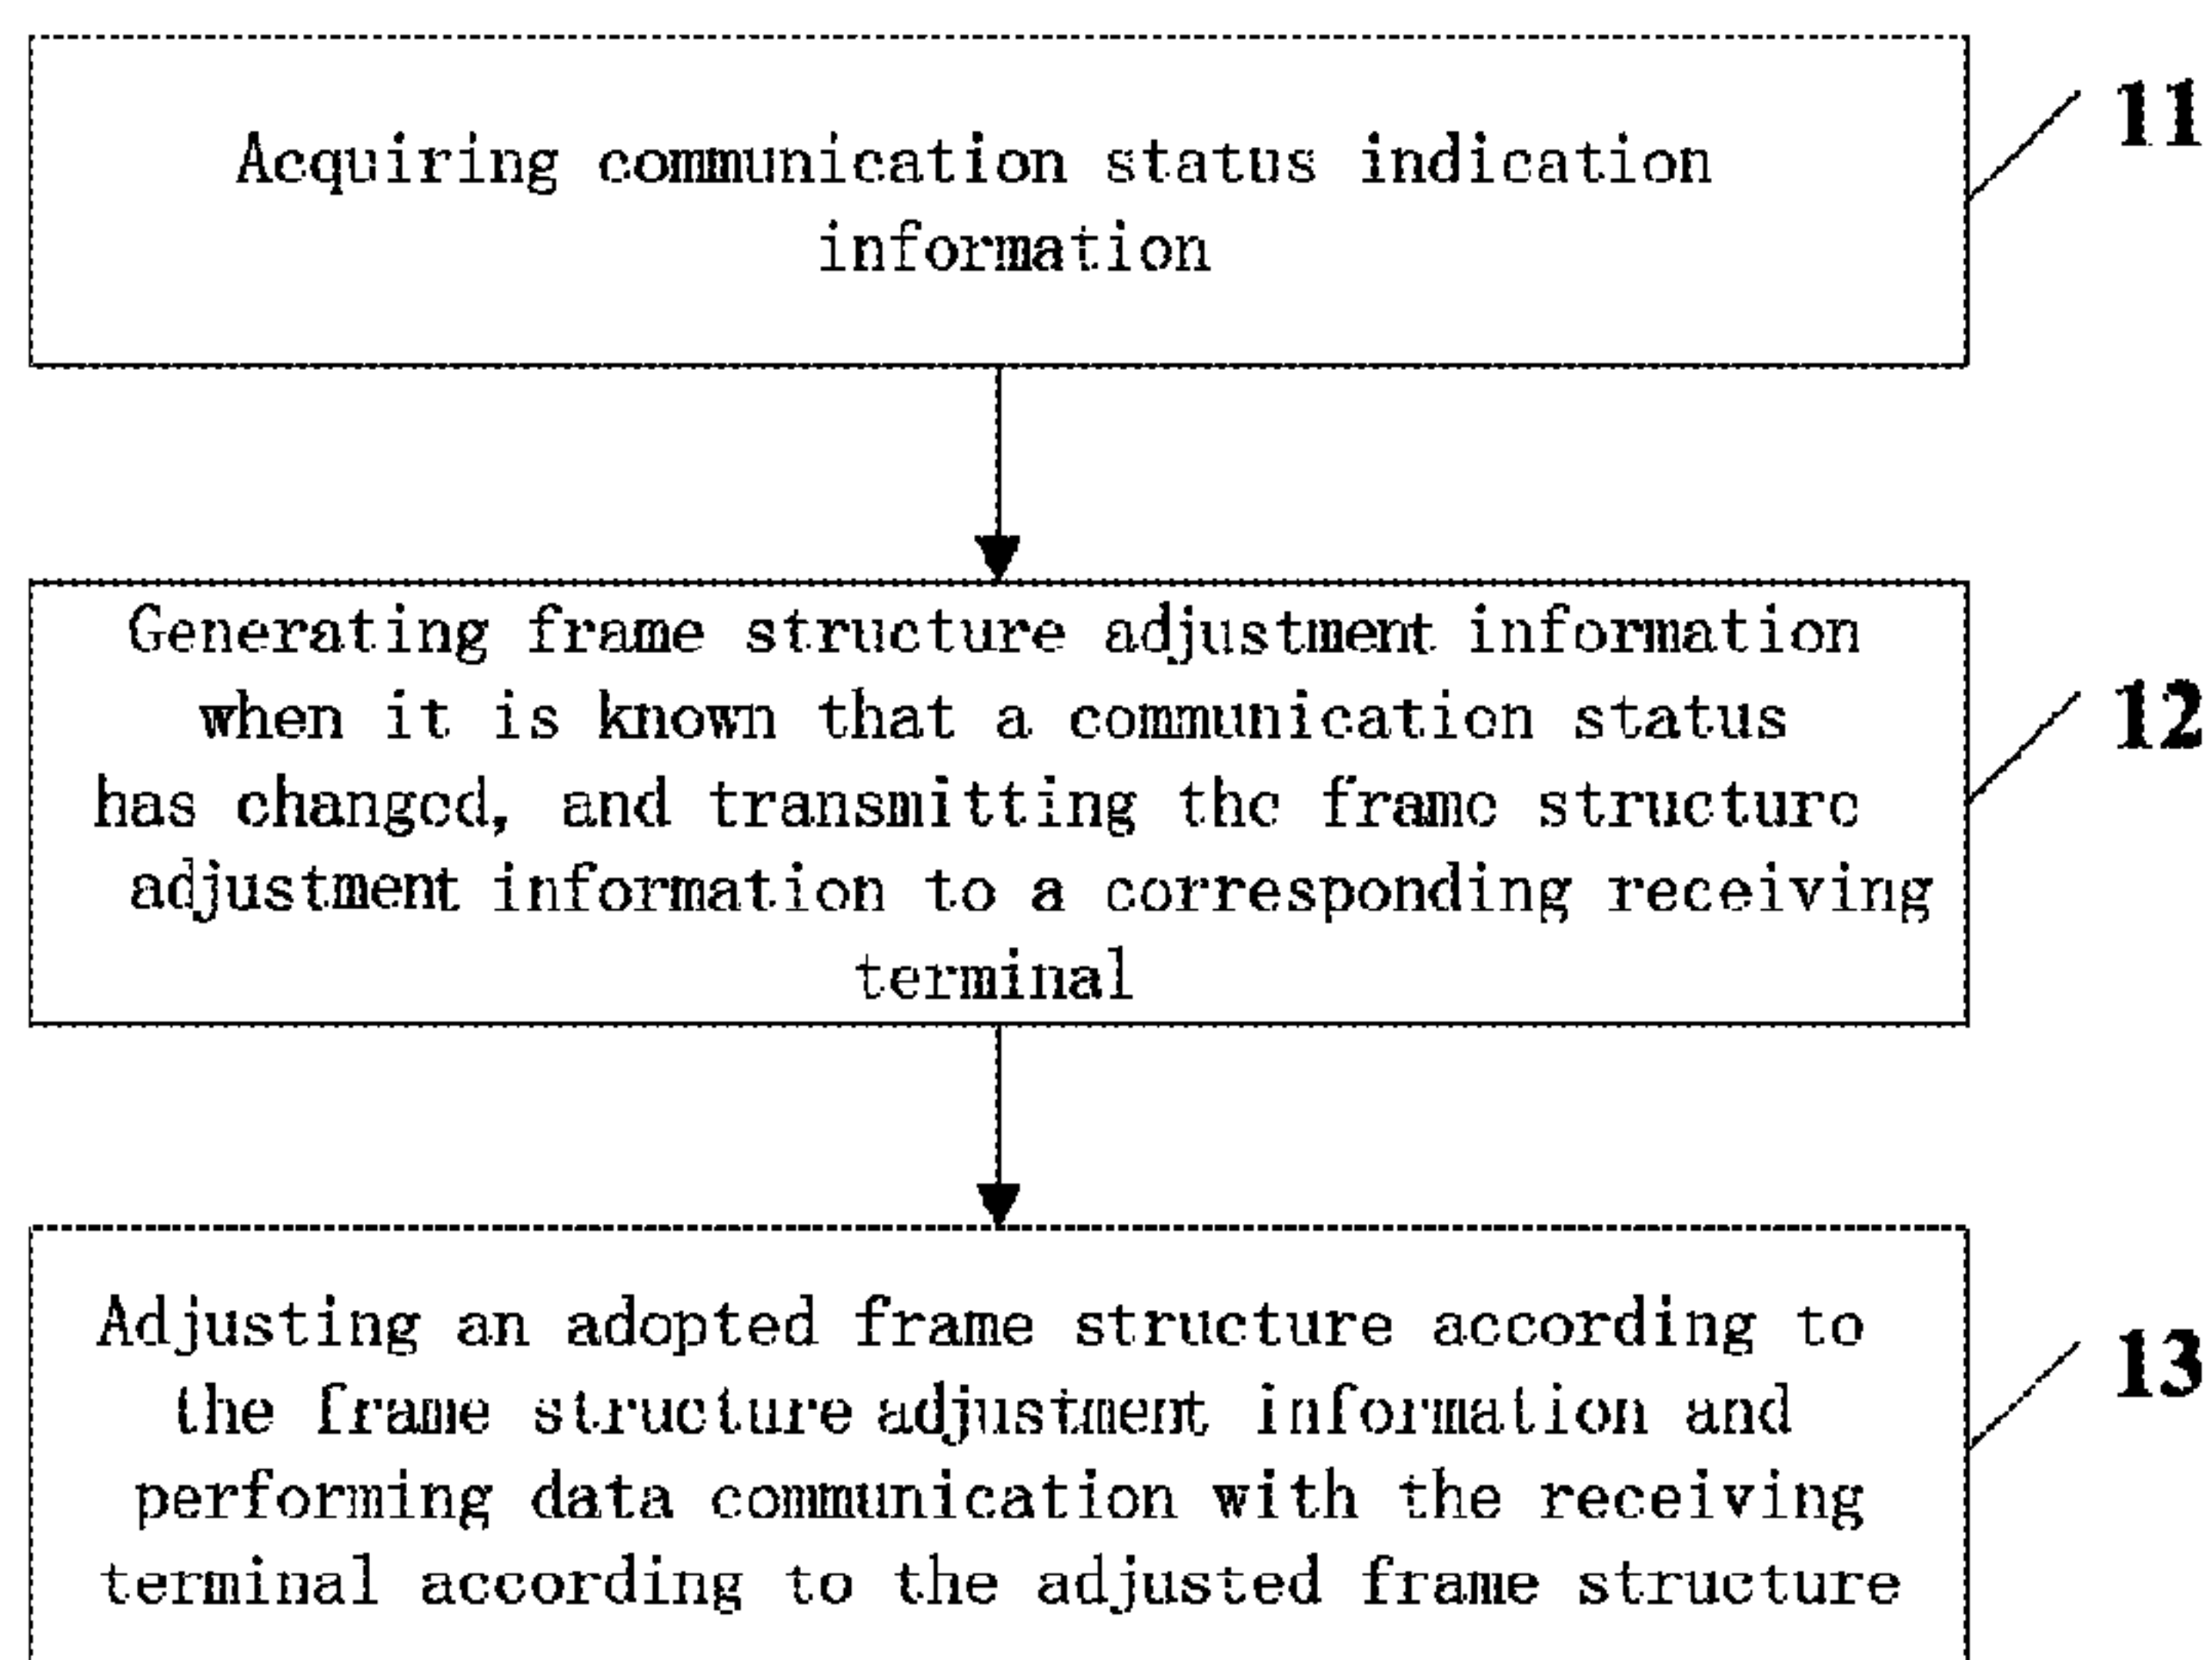 Acquiring communication status indication
information
11
Generating frame structure adjustment information
when it is known that a communication status
has changed, and transmitting the frame structure
adjustment information to a corresponding receiving
terminal
12
Adjusting an adopted frame structure according to
the frame structure adjustment information and
performing data communication with the receiving
terminal according to the adjusted frame structure
13